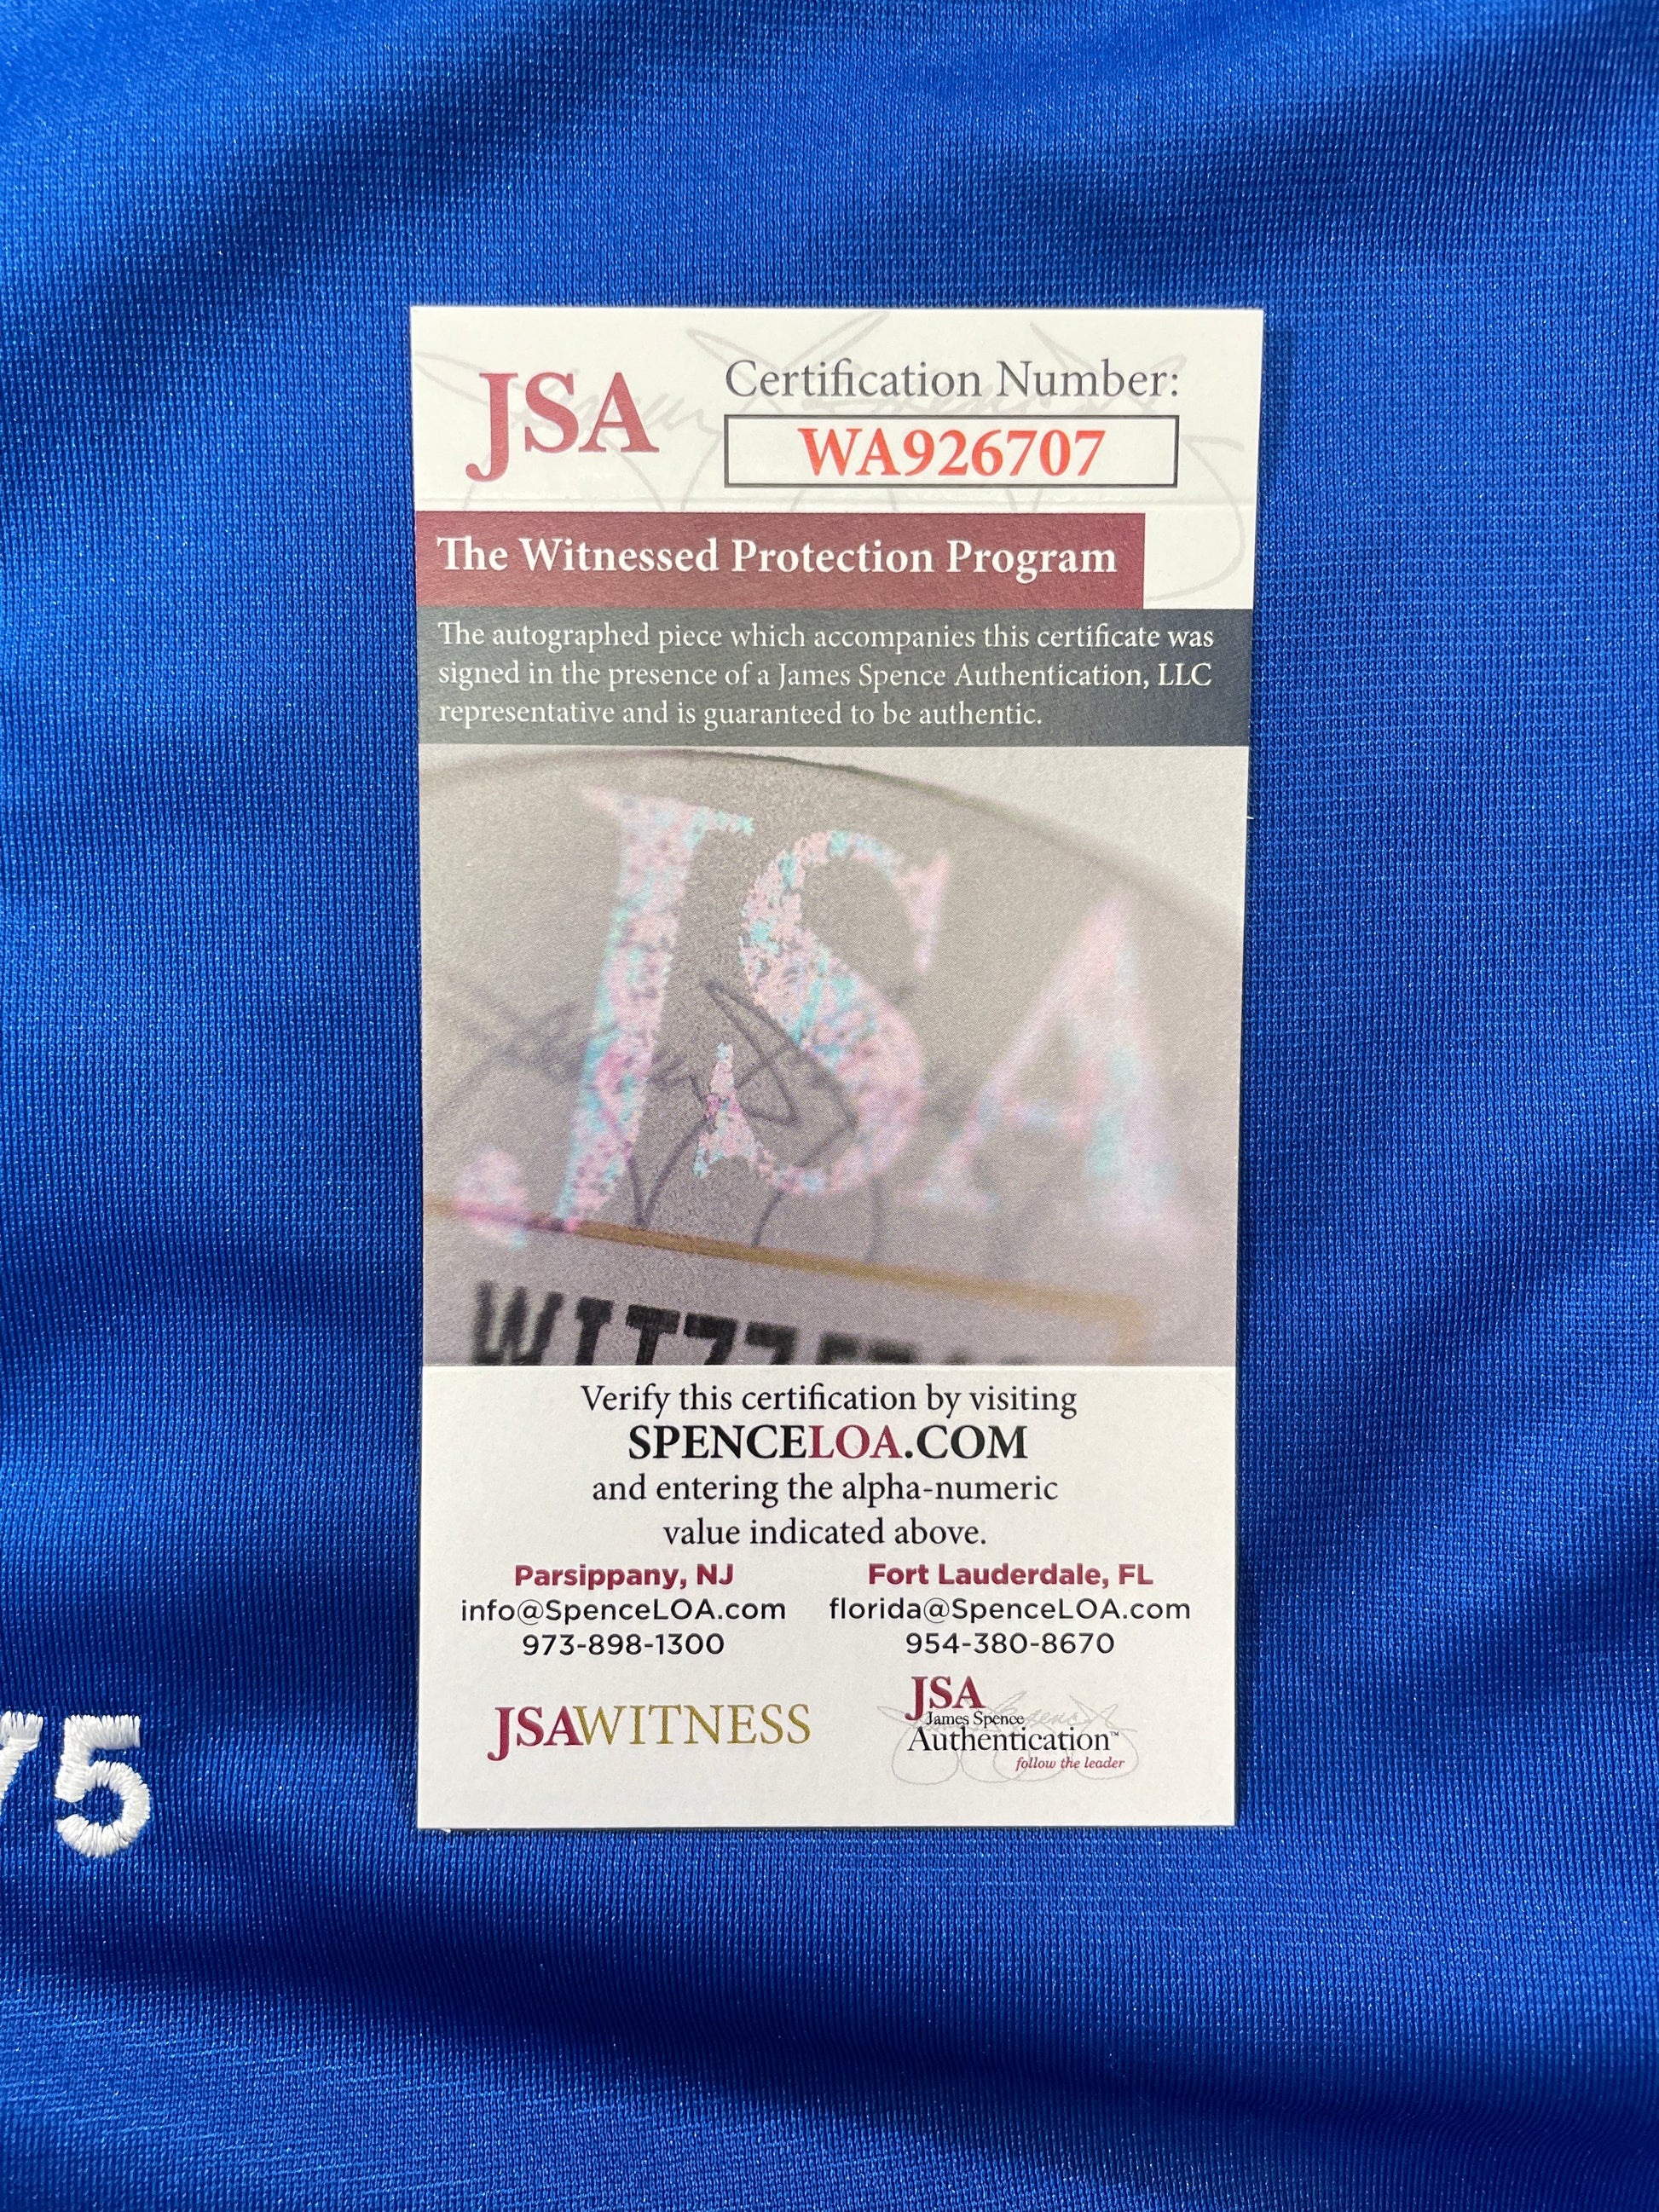 JSA
Certification Number:
WA926707
The Witnessed Protection Program
The autographed piece which accompanies this certificate was
signed in the presence of a James Spence Authentication, LLC
representative and is guaranteed to be authentic.
JSA
Verify this certification by visiting
SPENCELOA.COM
and entering the alpha-numeric
value indicated above.
Parsippany, NJ
info@SpenceLOA.com
973-898-1300
Fort Lauderdale, FL
florida@SpenceLOA.com
954-380-8670
JSAWITNESS
JSA
James Spence
Authentication™
follow the leader
75